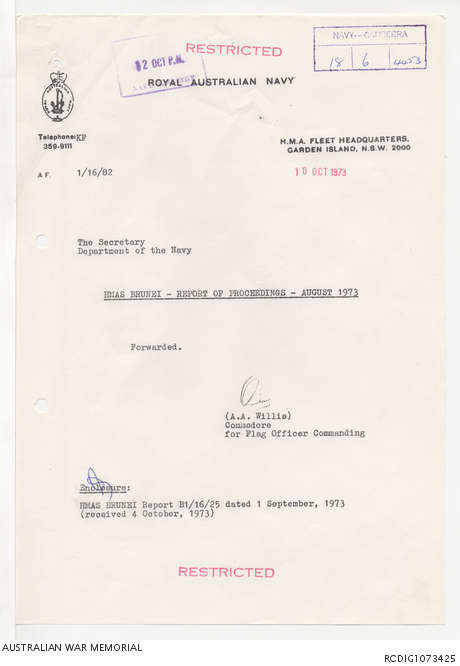 RESTRICTED
12 OCT P.M.
NAVY-CANBERRA
18 6 4053
ROYAL AUSTRALIAN NAVY
Telephone: KF
359-9111
H.M.A. FLEET HEADQUARTERS,
GARDEN ISLAND, N.S.W. 2000
AF. 1/16/82
10 OCT 1973
The Secretary
Department of the Navy
HMAS BRUNEI - REPORT OF PROCEEDINGS - AUGUST 1973
Forwarded.
(A.A. Willis)
Commodore
for Flag Officer Commanding
Enclosure:
HMAS BRUNEI Report B1/16/25 dated 1 September, 1973
(received 4 October, 1973)
RESTRICTED
AUSTRALIAN WAR MEMORIAL
RCDIG1073425